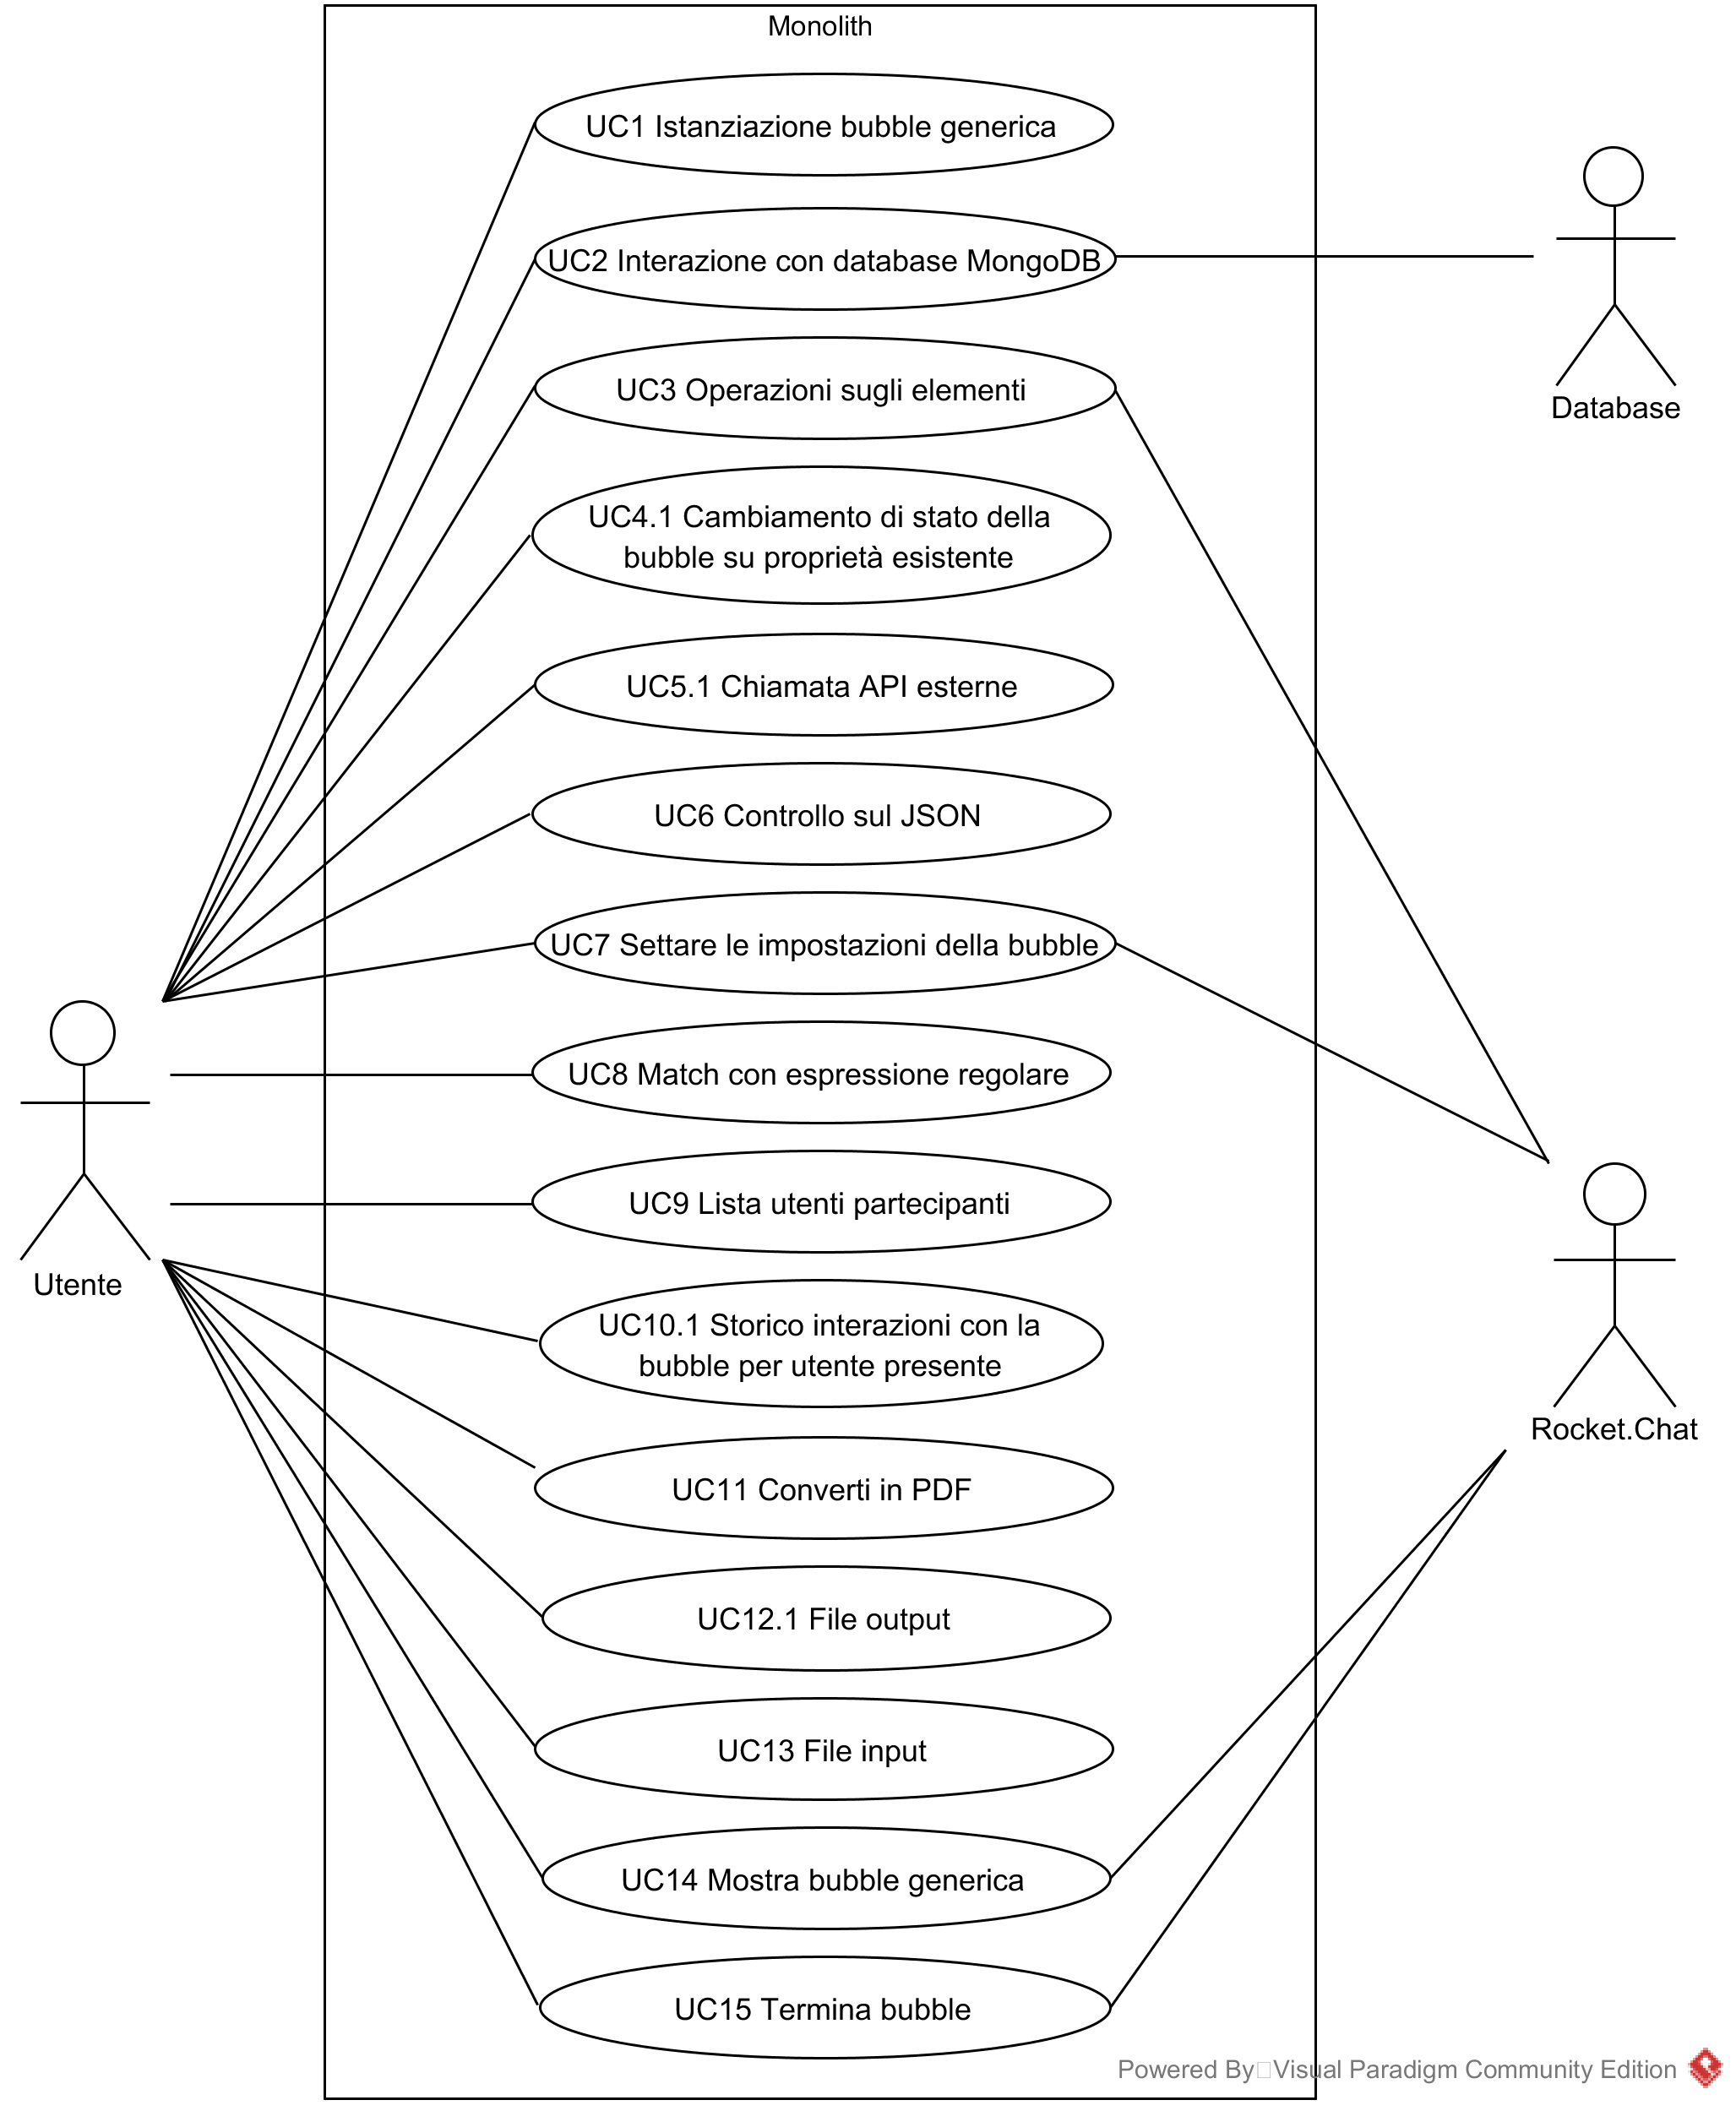 Monolith
UC1 Istanziazione bubble generica
UC2 Interazione con database MongoDB
UC3 Operazioni sugli elementi
Database
UC4.1 Cambiamento di stato della
bubble su proprietà esistente
UC5.1 Chiamata API esterne
UC6 Controllo sul JSON
UC7 Settare le impostazioni della bubble
UC8 Match con espressione regolare
UC9 Lista utenti partecipanti
Utente
UC10.1 Storico interazioni con la
bubble per utente presente
Rocket.Chat
UC11 Converti in PDF
UC12.1 File output
UC13 File input
UC14 Mostra bubble generica
UC15 Termina bubble
Powered By Visual Paradigm Community Edition